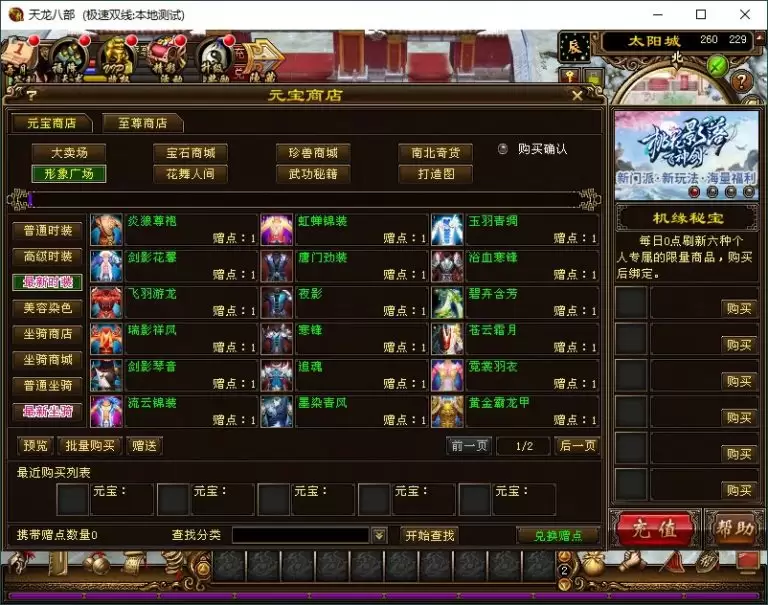 天龙八部 (极速双线:本地测试)
太阳城 260 229
北
辰
元宝商店
元宝商店 至尊商店
大卖场 宝石商城 珍兽商城 南北奇货 购买确认
形象广场 花舞人间 武功秘籍 打造图
普通时装
高级时装
最新时装
美容染色
坐骑商店
坐骑商城
普通坐骑
最新坐骑
炎狼尊袍 赠点:1 虹蝉锦装 赠点:1 玉羽青绸 赠点:1
剑影花馨 赠点:1 唐门劲装 赠点:1 浴血寒锋 赠点:1
飞羽游龙 赠点:1 夜影 赠点:1 碧卉含芳 赠点:1
瑞影祥凤 赠点:1 寒锋 赠点:1 苍云霜月 赠点:1
剑影琴音 赠点:1 追魂 赠点:1 霓裳羽衣 赠点:1
流云锦装 赠点:1 墨染春风 赠点:1 黄金霸龙甲 赠点:1
预览 批量购买 赠送 前一页 1/2 后一页
最近购买列表
元宝: 元宝: 元宝: 元宝: 元宝:
携带赠点数量0 查找分类 开始查找 兑换赠点
新门派·新玩法·海量福利
机缘秘宝
每日0点刷新六种个
人专属的限量商品,购买
后绑定。
购买
购买
购买
购买
购买
购买
充值 帮助
2